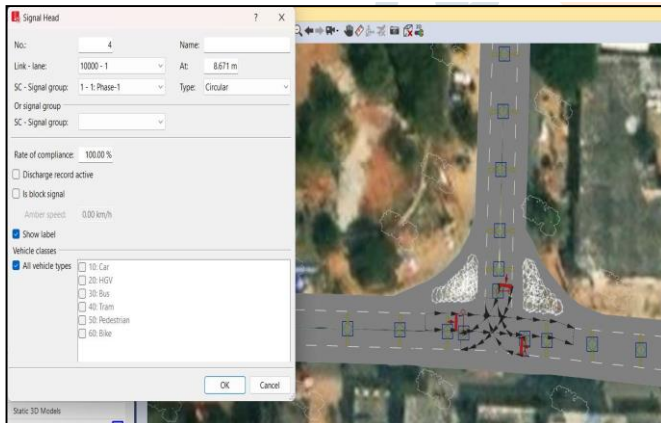 Signal Head ? X
No.: 4 Name:
Link - lane: 10000 - 1 At: 8.671 m
SC - Signal group: 1 - 1: Phase-1 Type: Circular
Or signal group
SC - Signal group:
Rate of compliance: 100.00 %
Discharge record active
Is block signal
Amber speed: 0.00 km/h
Show label
Vehicle classes
All vehicle types 10: Car
20: HGV
30: Bus
40: Tram
50: Pedestrian
60: Bike
OK Cancel
Static 3D Models